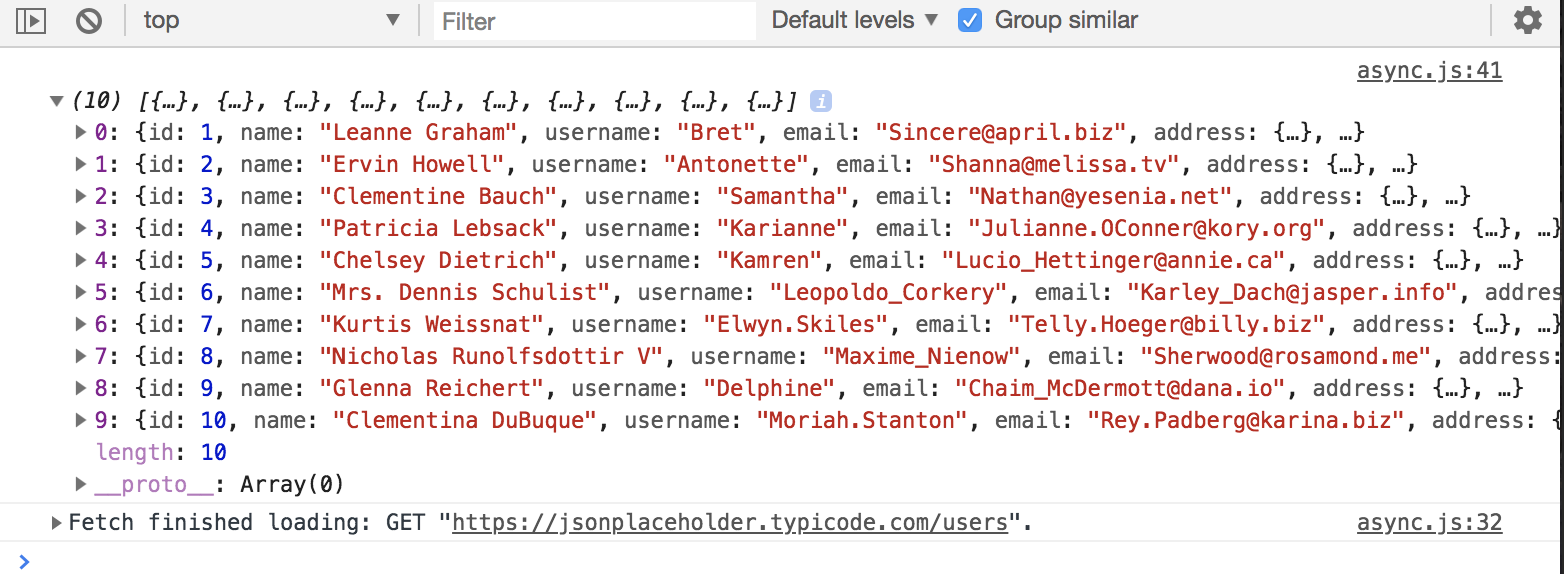 top Filter Default levels Group similar
async.js:41
(10) [{…}, {…}, {…}, {…}, {…}, {…}, {…}, {…}, {…}, {…}] i
0: {id: 1, name: "Leanne Graham", username: "Bret", email: "Sincere@april.biz", address: {…}, …}
1: {id: 2, name: "Ervin Howell", username: "Antonette", email: "Shanna@melissa.tv", address: {…}, …}
2: {id: 3, name: "Clementine Bauch", username: "Samantha", email: "Nathan@yesenia.net", address: {…}, …}
3: {id: 4, name: "Patricia Lebsack", username: "Karianne", email: "Julianne.OConner@kory.org", address: {…}, …}
4: {id: 5, name: "Chelsey Dietrich", username: "Kamren", email: "Lucio_Hettinger@annie.ca", address: {…}, …}
5: {id: 6, name: "Mrs. Dennis Schulist", username: "Leopoldo_Corkery", email: "Karley_Dach@jasper.info", addres
6: {id: 7, name: "Kurtis Weissnat", username: "Elwyn.Skiles", email: "Telly.Hoeger@billy.biz", address: {…}, …}
7: {id: 8, name: "Nicholas Runolfsdottir V", username: "Maxime_Nienow", email: "Sherwood@rosamond.me", address:
8: {id: 9, name: "Glenna Reichert", username: "Delphine", email: "Chaim_McDermott@dana.io", address: {…}, …}
9: {id: 10, name: "Clementina DuBuque", username: "Moriah.Stanton", email: "Rey.Padberg@karina.biz", address: {
length: 10
__proto__: Array(0)
Fetch finished loading: GET "https://jsonplaceholder.typicode.com/users". async.js:32